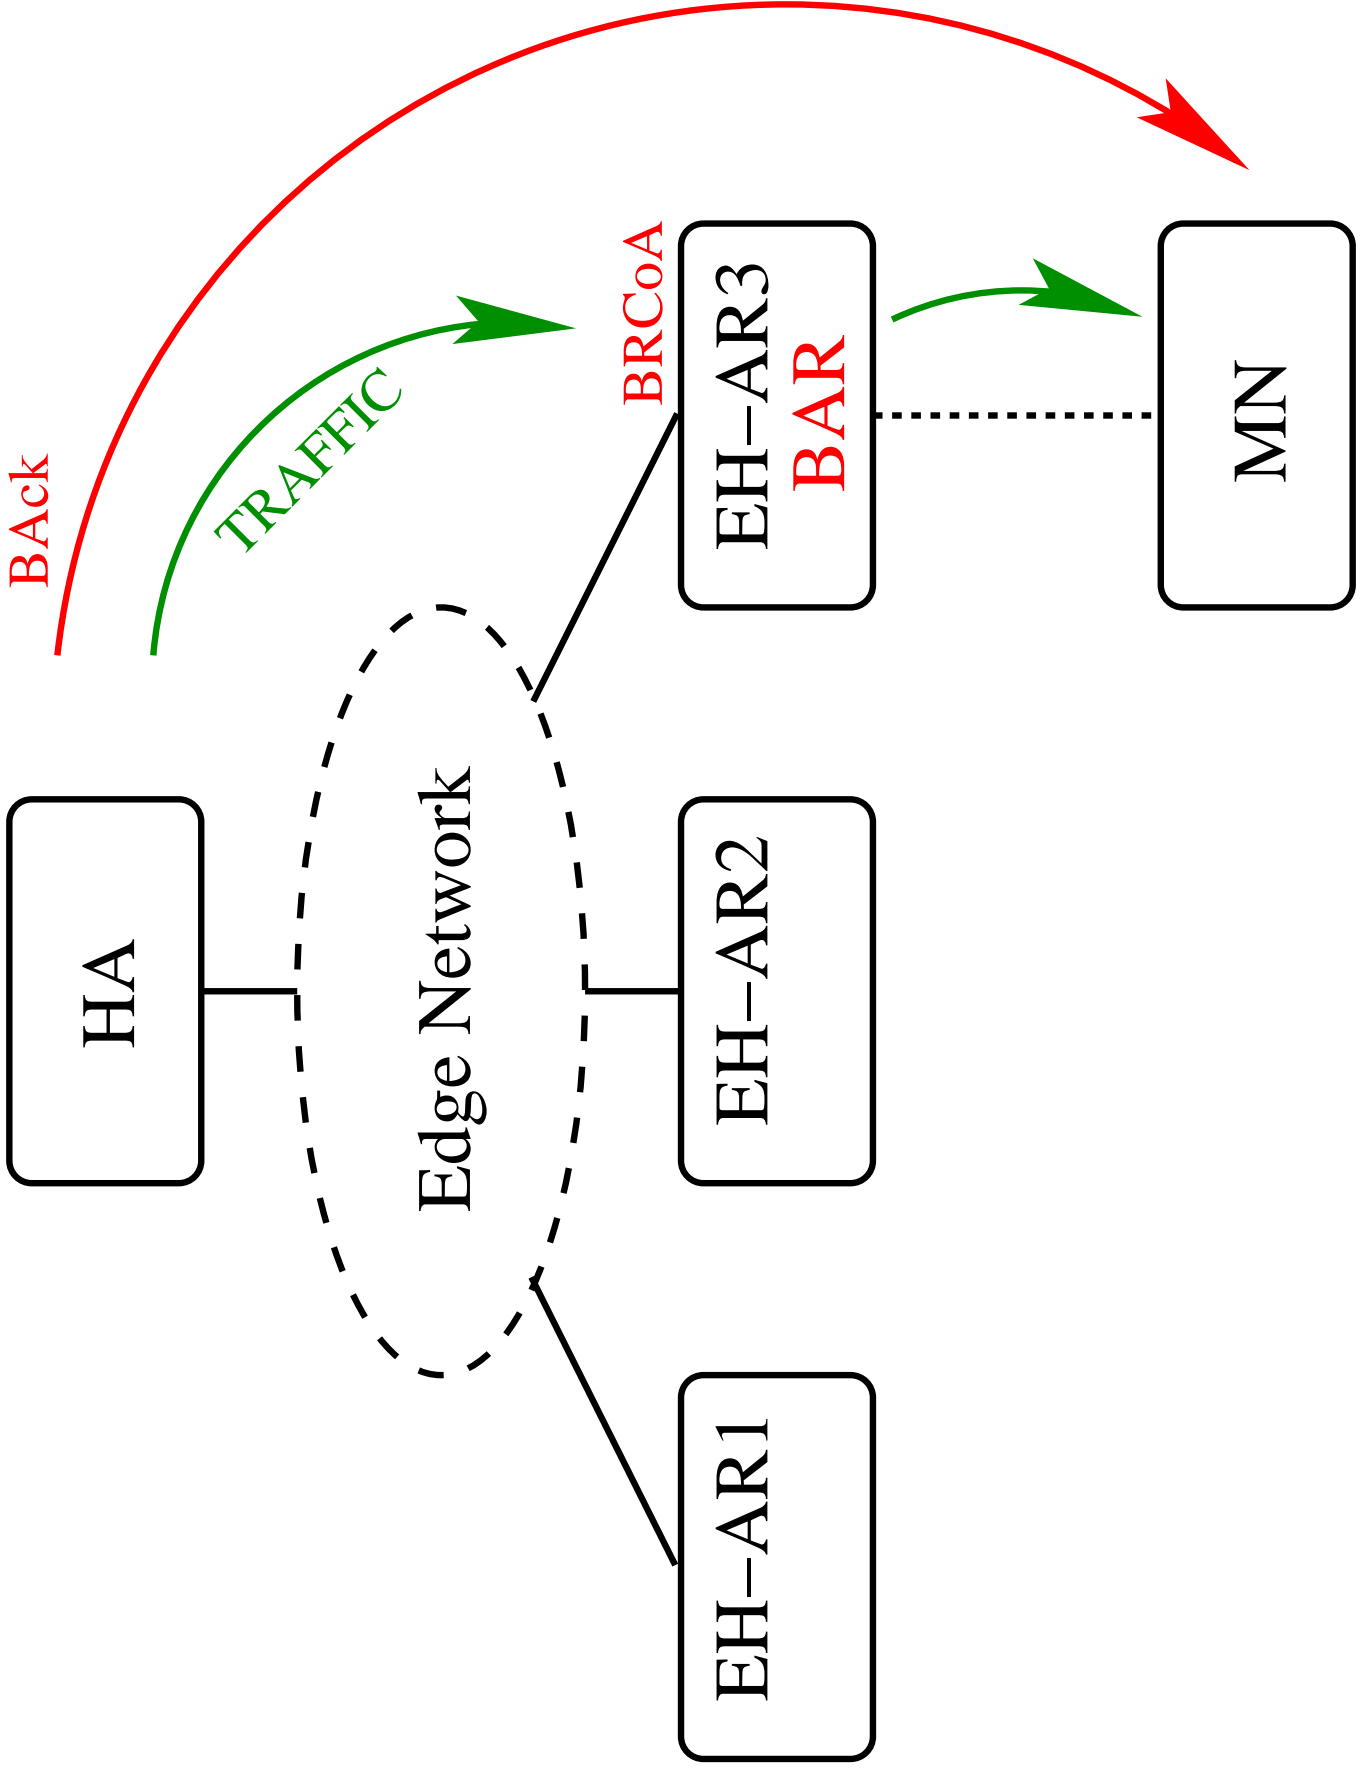 HA
BAck
TRAFFIC
Edge Network
BRCoA
EH–AR1
EH–AR2
EH–AR3
BAR
MN